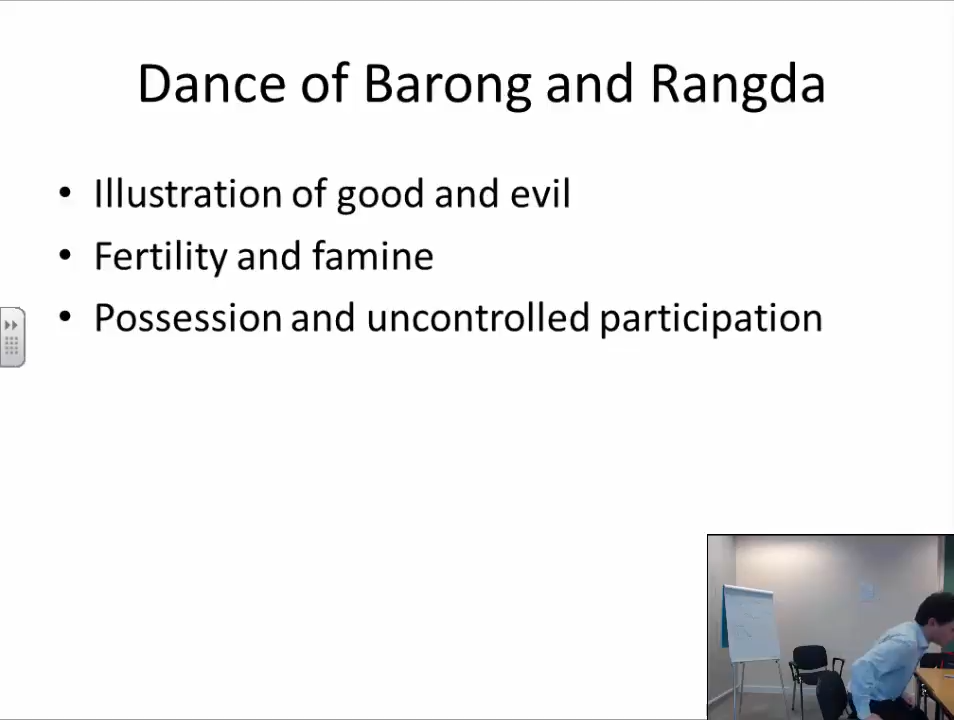 Dance of Barong and Rangda
• Illustration of good and evil
• Fertility and famine
• Possession and uncontrolled participation